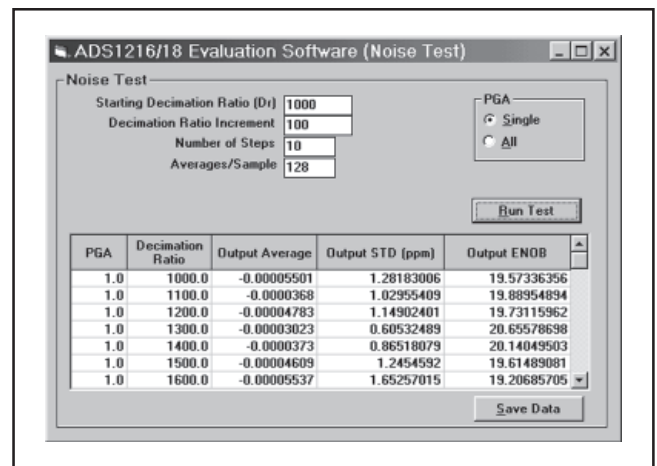 ADS1216/18 Evaluation Software (Noise Test)
Noise Test
Starting Decimation Ratio (Dr) 1000
Decimation Ratio Increment 100
Number of Steps 10
Averages/Sample 128
PGA
Single
All
Run Test
PGA Decimation Ratio Output Average Output STD (ppm) Output ENOB
1.0 1000.0 -0.00005501 1.28183006 19.57336356
1.0 1100.0 -0.0000368 1.02955409 19.88954894
1.0 1200.0 -0.00004783 1.14902401 19.73115962
1.0 1300.0 -0.00003023 0.60532489 20.65578698
1.0 1400.0 -0.0000373 0.86518079 20.14049503
1.0 1500.0 -0.00004609 1.2454592 19.61489081
1.0 1600.0 -0.00005537 1.65257015 19.20685705
Save Data